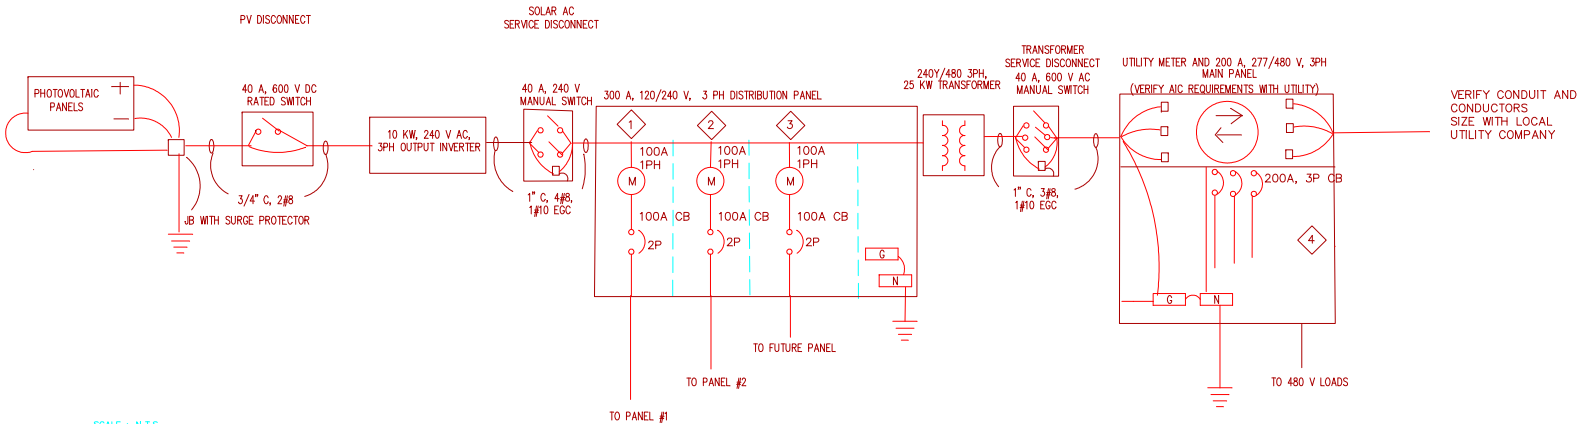 PV DISCONNECT
SOLAR AC
SERVICE DISCONNECT
PHOTOVOLTAIC
PANELS
40 A, 600 V DC
RATED SWITCH
3/4" C, 2#8
JB WITH SURGE PROTECTOR
10 KW, 240 V AC,
3PH OUTPUT INVERTER
40 A, 240 V
MANUAL SWITCH
1" C, 4#8,
1#10 EGC
300 A, 120/240 V, 3 PH DISTRIBUTION PANEL
1
2
3
100A
1PH
100A
1PH
100A
1PH
M
M
M
100A CB
100A CB
100A CB
2P
2P
2P
G
N
TO FUTURE PANEL
TO PANEL #2
TO PANEL #1
240Y/480 3PH,
25 KW TRANSFORMER
TRANSFORMER
SERVICE DISCONNECT
40 A, 600 V AC
MANUAL SWITCH
1" C, 3#8,
1#10 EGC
UTILITY METER AND 200 A, 277/480 V, 3PH
MAIN PANEL
(VERIFY AIC REQUIREMENTS WITH UTILITY)
200A, 3P CB
4
G
N
TO 480 V LOADS
VERIFY CONDUIT AND
CONDUCTORS
SIZE WITH LOCAL
UTILITY COMPANY